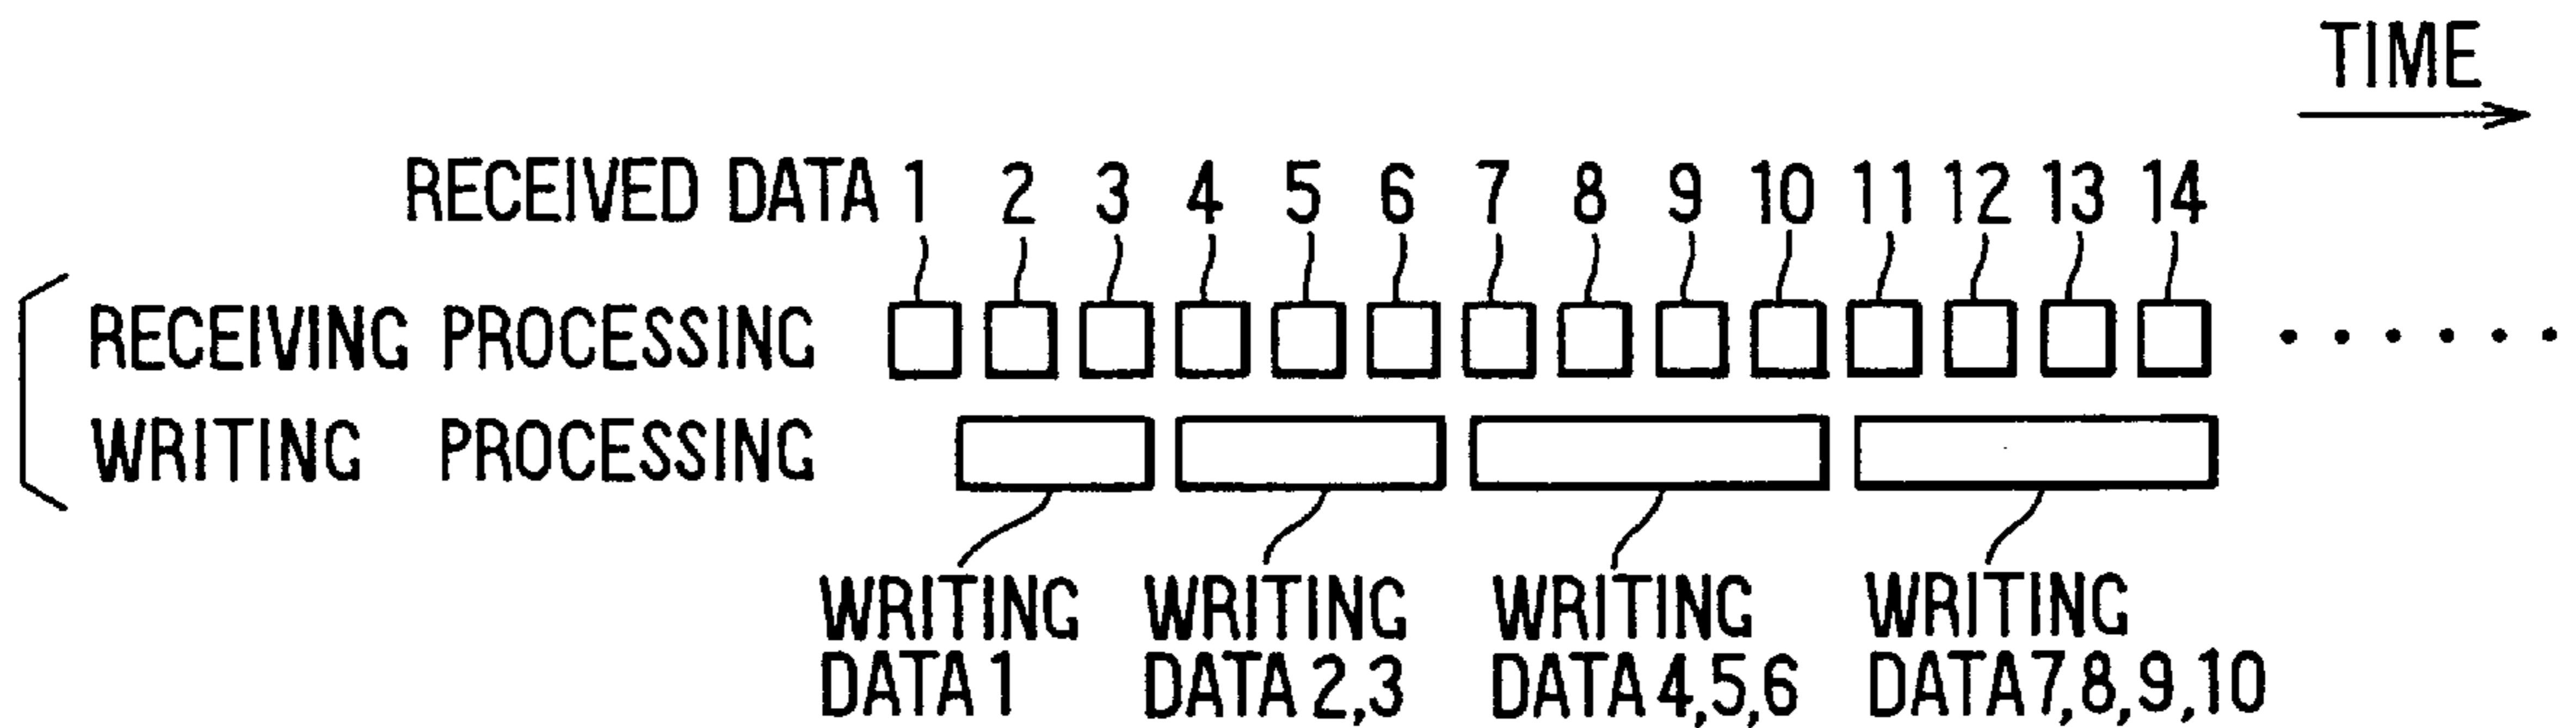 TIME
RECEIVED DATA 1 2 3 4 5 6 7 8 9 10 11 12 13 14
RECEIVING PROCESSING
WRITING PROCESSING
WRITING DATA 1
WRITING DATA 2,3
WRITING DATA 4,5,6
WRITING DATA 7,8,9,10